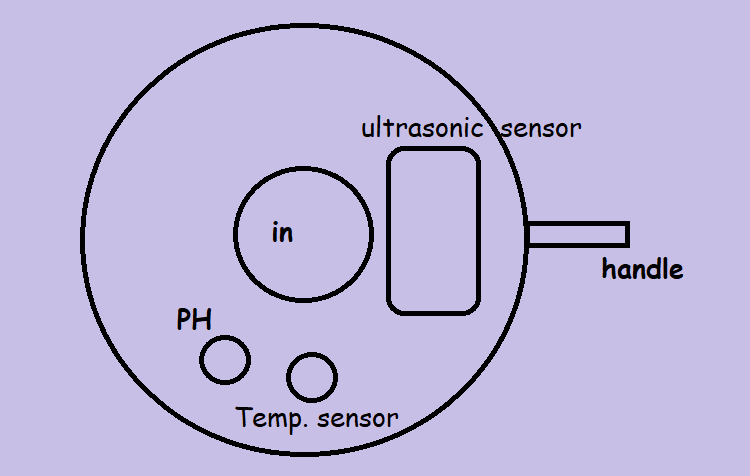 ultrasonic sensor
in
handle
PH
Temp. sensor